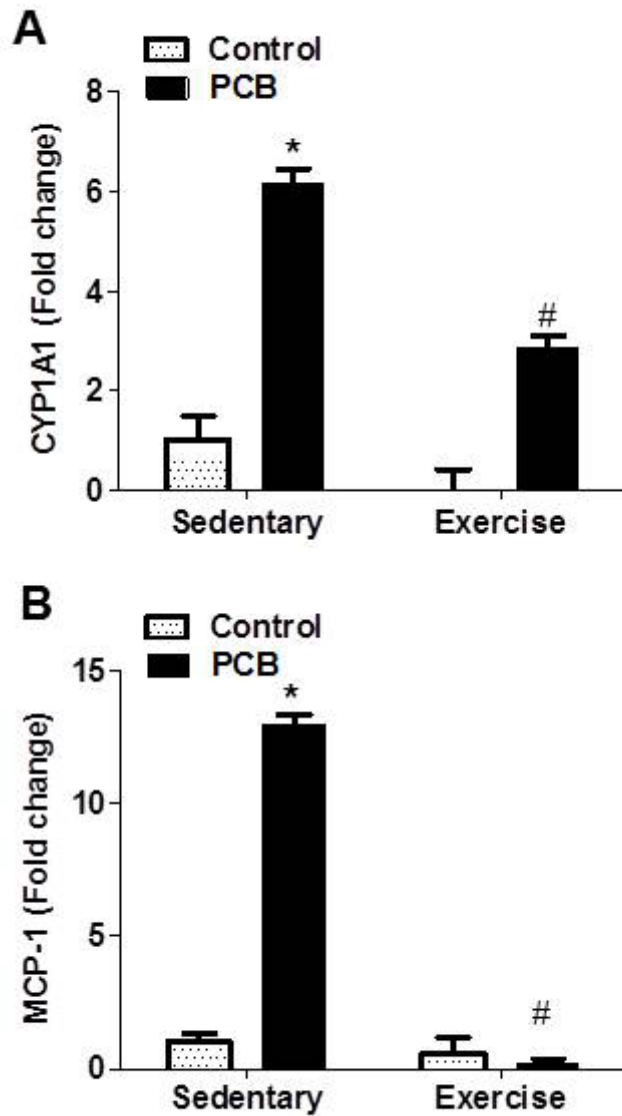 A
Control
PCB
CYP1A1 (Fold change)
8
6
4
2
0
*
#
Sedentary
Exercise
B
Control
PCB
MCP-1 (Fold change)
15
10
5
0
*
#
Sedentary
Exercise